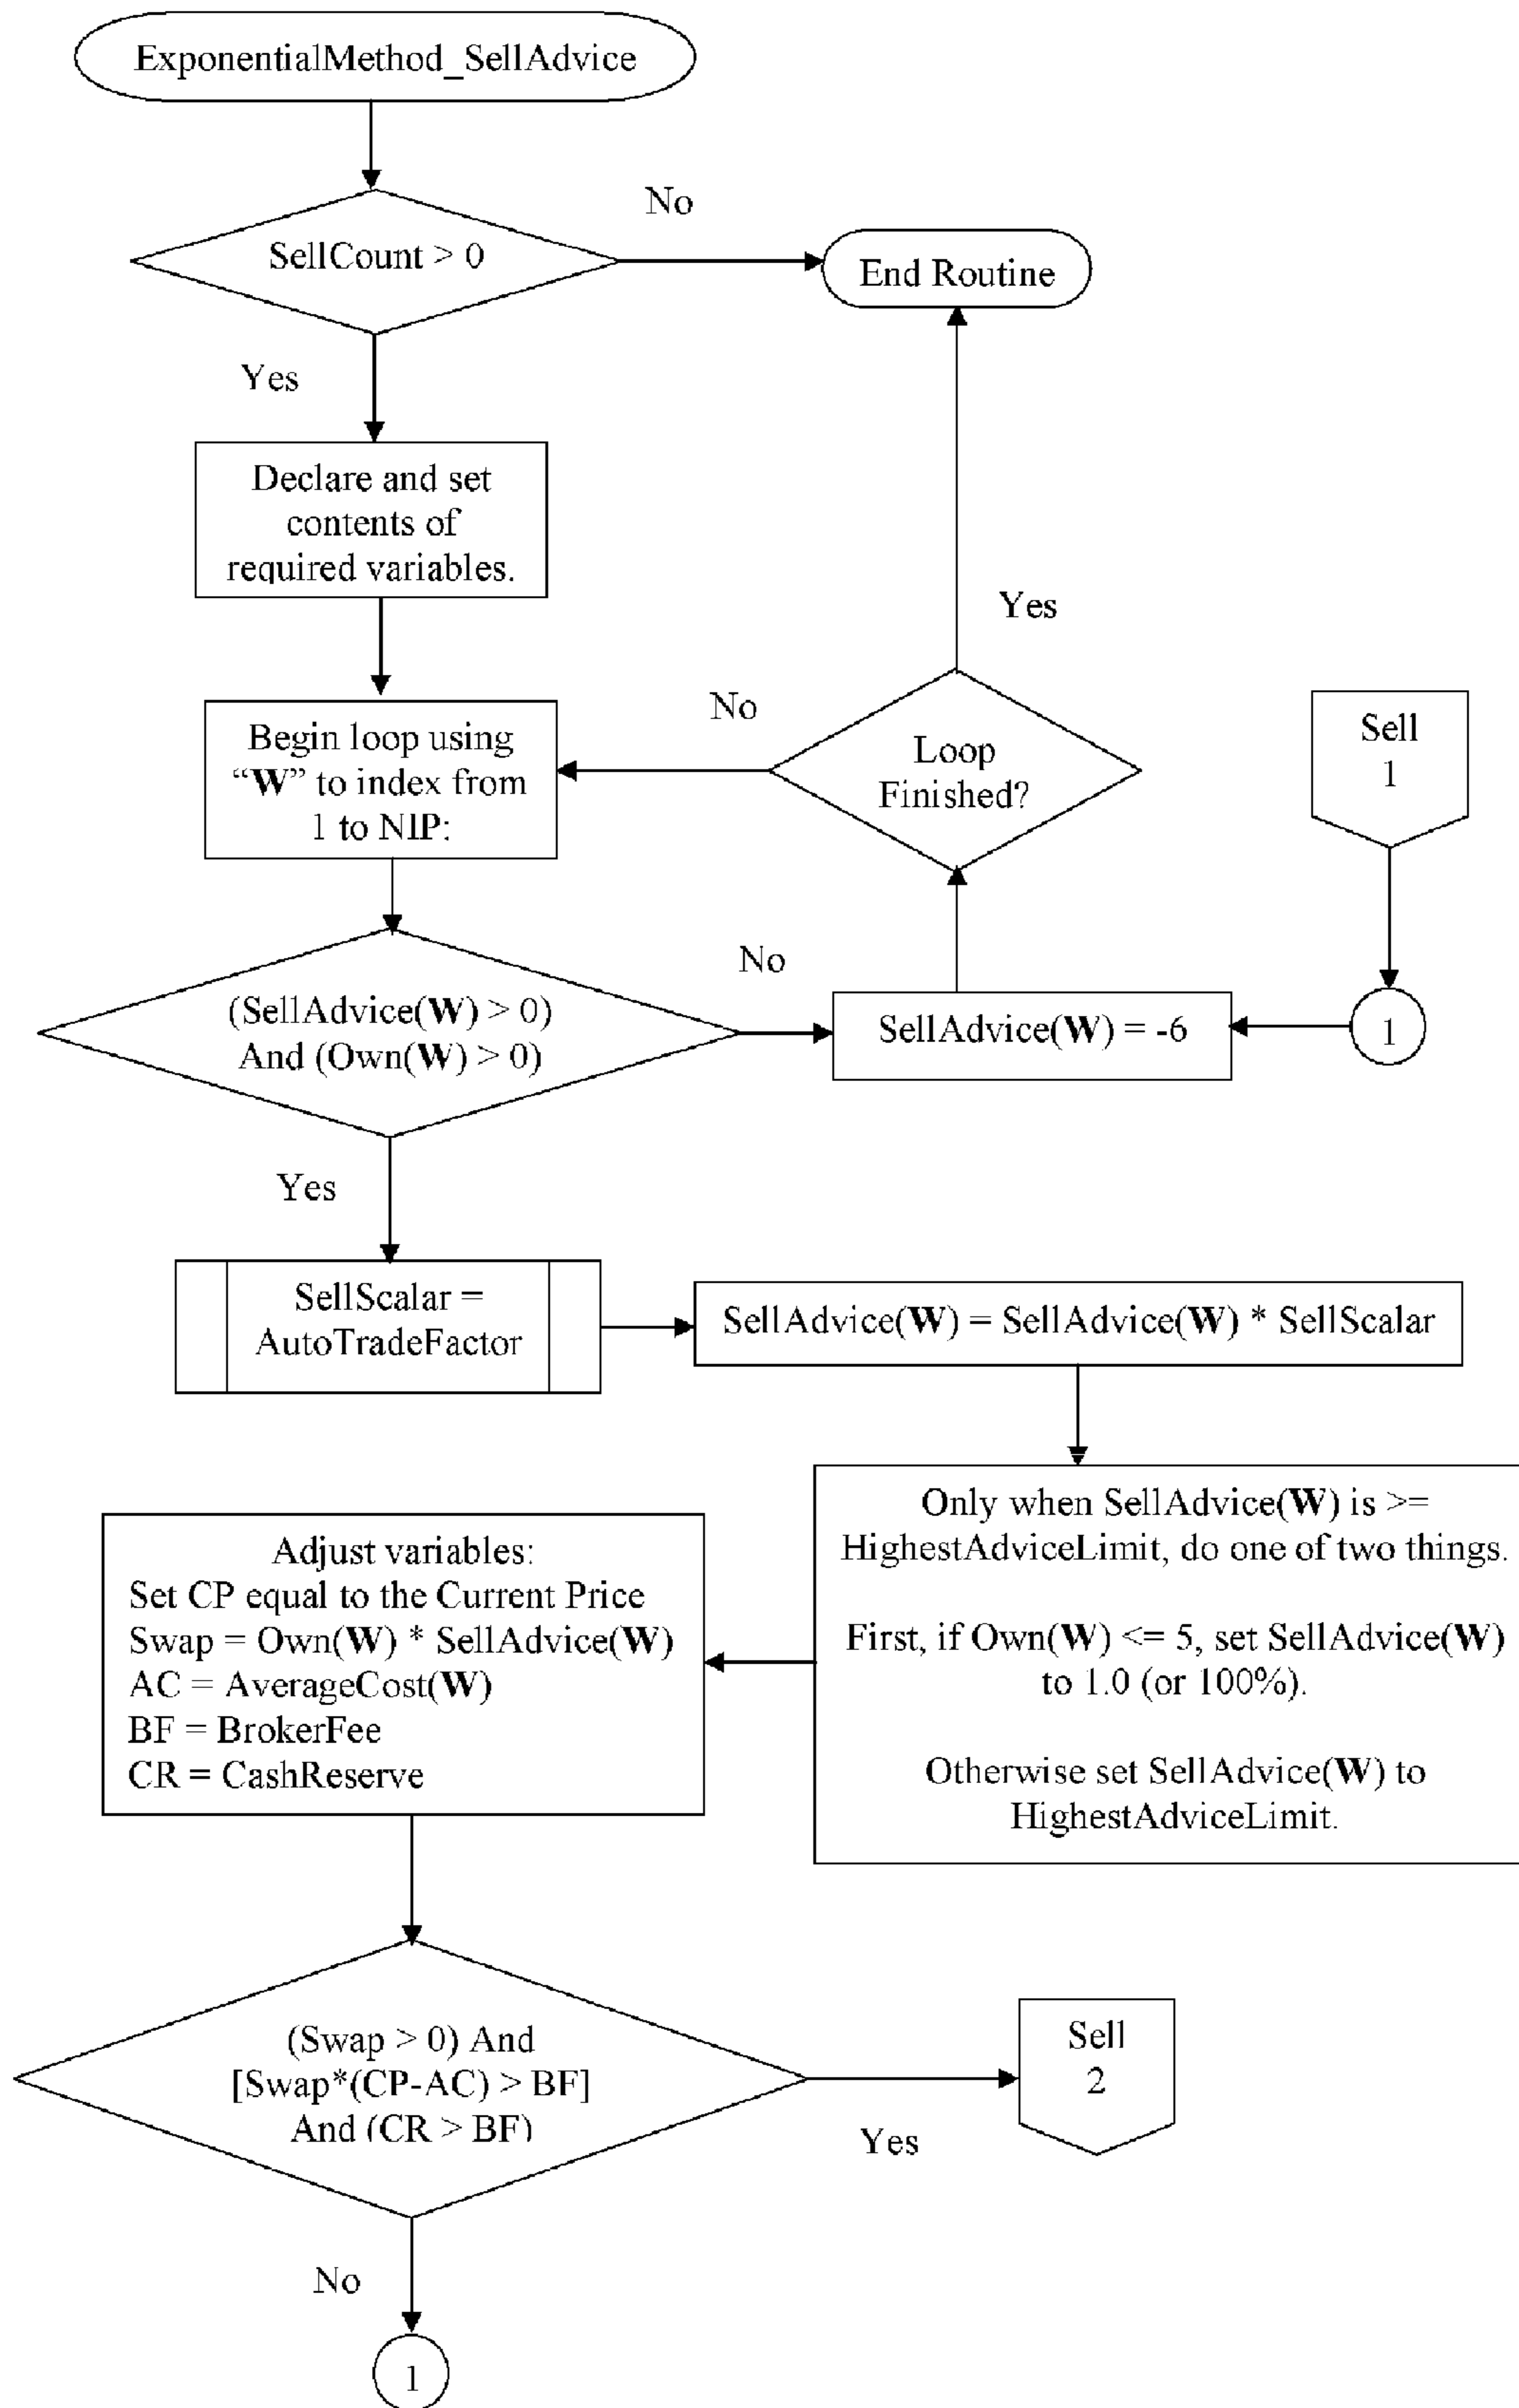 ExponentialMethod_SellAdvice
SellCount > 0
No
End Routine
Yes
Declare and set
contents of
required variables.
Yes
Begin loop using
“W” to index from
1 to NIP:
No
Loop
Finished?
Sell
1
(SellAdvice(W) > 0)
And (Own(W) > 0)
No
SellAdvice(W) = -6
1
Yes
SellScalar =
AutoTradeFactor
SellAdvice(W) = SellAdvice(W) * SellScalar
Only when SellAdvice(W) is >=
HighestAdviceLimit, do one of two things.
First, if Own(W) <= 5, set SellAdvice(W)
to 1.0 (or 100%).
Otherwise set SellAdvice(W) to
HighestAdviceLimit.
Adjust variables:
Set CP equal to the Current Price
Swap = Own(W) * SellAdvice(W)
AC = AverageCost(W)
BF = BrokerFee
CR = CashReserve
(Swap > 0) And
[Swap*(CP-AC) > BF]
And (CR > BF)
Yes
Sell
2
No
1